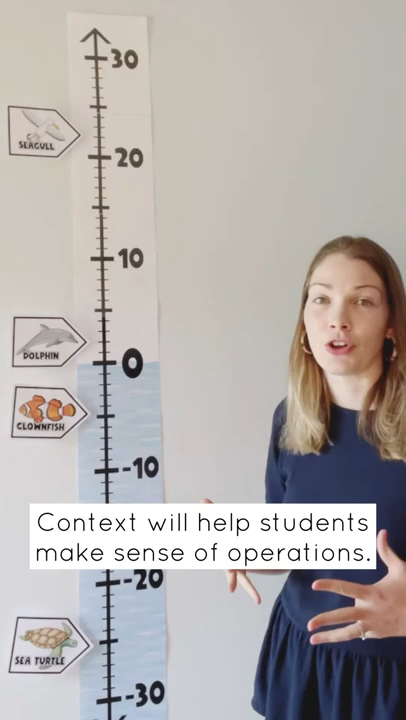 30
SEAGULL
20
10
DOLPHIN
0
CLOWNFISH
-10
Context will help students
make sense of operations.
-20
SEA TURTLE
-30